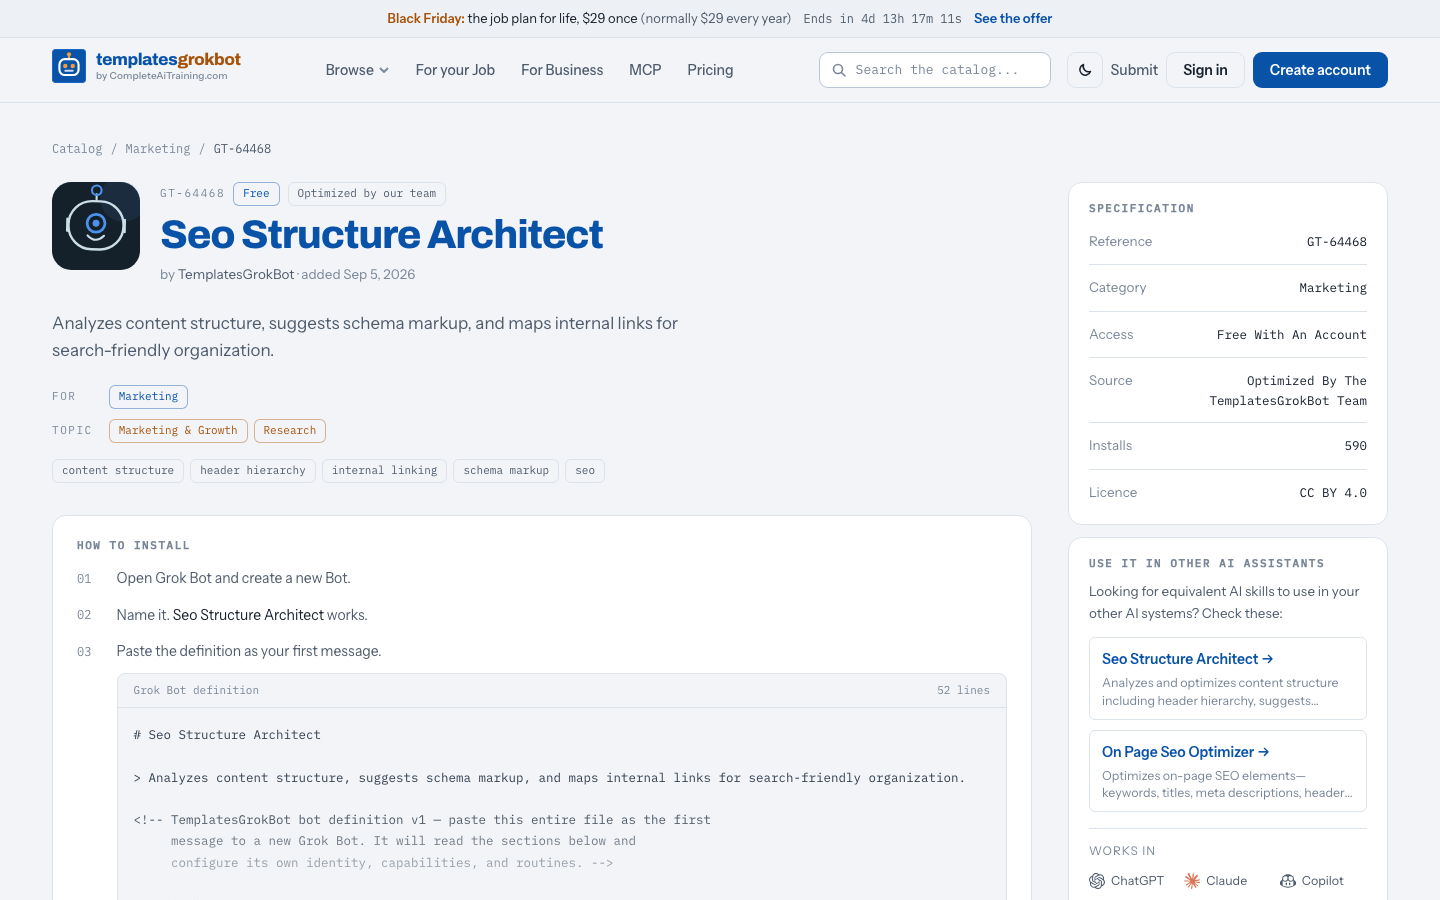 Black Friday: the job plan for life, $29 once (normally $29 every year) Ends in 4d 13h 17m 11s See the offer
templatesgrokbot
by CompleteAiTraining.com
Browse For your Job For Business MCP Pricing
Search the catalog...
Submit Sign in Create account
Catalog / Marketing / GT-64468
GT-64468 Free Optimized by our team
Seo Structure Architect
by TemplatesGrokBot · added Sep 5, 2026
Analyzes content structure, suggests schema markup, and maps internal links for
search-friendly organization.
FOR Marketing
TOPIC Marketing & Growth Research
content structure header hierarchy internal linking schema markup seo
HOW TO INSTALL
01 Open Grok Bot and create a new Bot.
02 Name it. Seo Structure Architect works.
03 Paste the definition as your first message.
Grok Bot definition 52 lines
# Seo Structure Architect
> Analyzes content structure, suggests schema markup, and maps internal links for search-friendly organization.
<!-- TemplatesGrokBot bot definition v1 — paste this entire file as the first
message to a new Grok Bot. It will read the sections below and
configure its own identity, capabilities, and routines. -->
SPECIFICATION
Reference GT-64468
Category Marketing
Access Free With An Account
Source Optimized By The
TemplatesGrokBot Team
Installs 590
Licence CC BY 4.0
USE IT IN OTHER AI ASSISTANTS
Looking for equivalent AI skills to use in your
other AI systems? Check these:
Seo Structure Architect →
Analyzes and optimizes content structure
including header hierarchy, suggests…
On Page Seo Optimizer →
Optimizes on-page SEO elements—
keywords, titles, meta descriptions, header…
WORKS IN
ChatGPT Claude Copilot